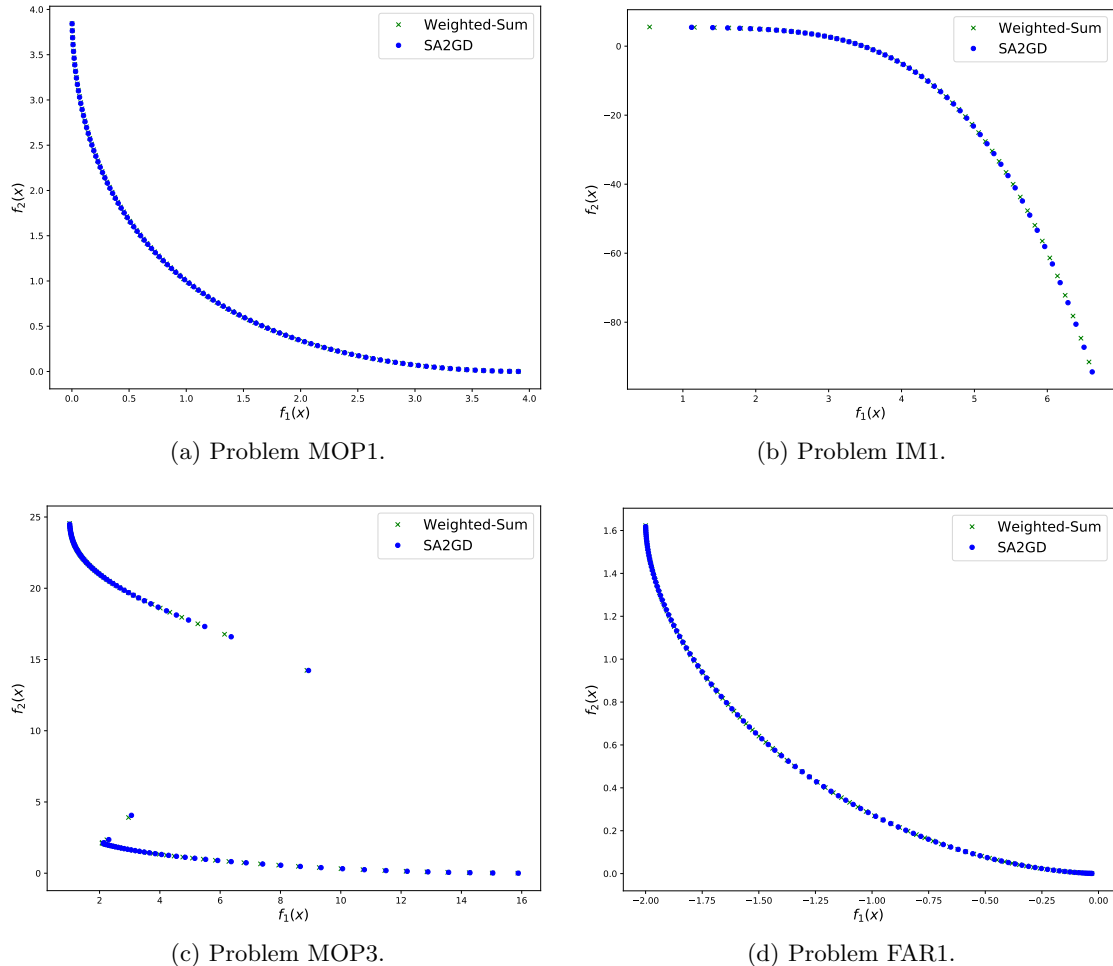 4.0
3.5
3.0
2.5
2.0
1.5
1.0
0.5
0.0
f₂(x)
Weighted-Sum
SA2GD
0.0 0.5 1.0 1.5 2.0 2.5 3.0 3.5 4.0
f₁(x)
(a) Problem MOP1.
0
−20
−40
−60
−80
f₂(x)
Weighted-Sum
SA2GD
1 2 3 4 5 6
f₁(x)
(b) Problem IM1.
25
20
15
10
5
0
f₂(x)
Weighted-Sum
SA2GD
2 4 6 8 10 12 14 16
f₁(x)
(c) Problem MOP3.
1.6
1.4
1.2
1.0
0.8
0.6
0.4
0.2
0.0
f₂(x)
Weighted-Sum
SA2GD
−2.00 −1.75 −1.50 −1.25 −1.00 −0.75 −0.50 −0.25 0.00
f₁(x)
(d) Problem FAR1.